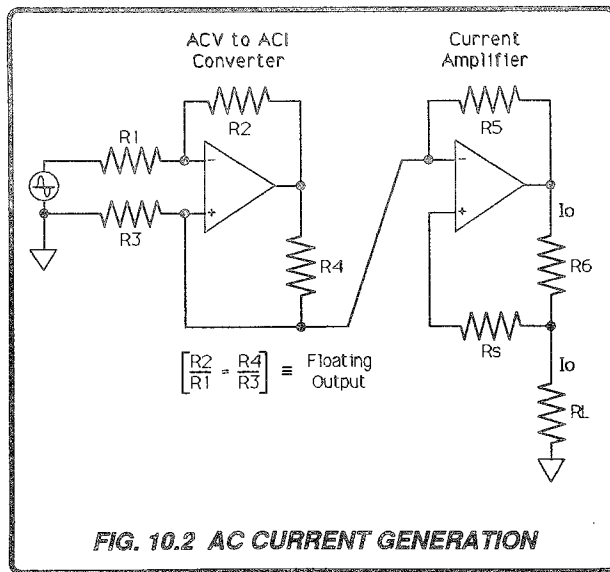 ACV to ACI
Converter
Current
Amplifier
R2
R5
R1
R3
R4
R6
Io
Rs
Io
RL
-
+
-
+
[R2/R1 = R4/R3] ≡ Floating
Output
FIG. 10.2 AC CURRENT GENERATION